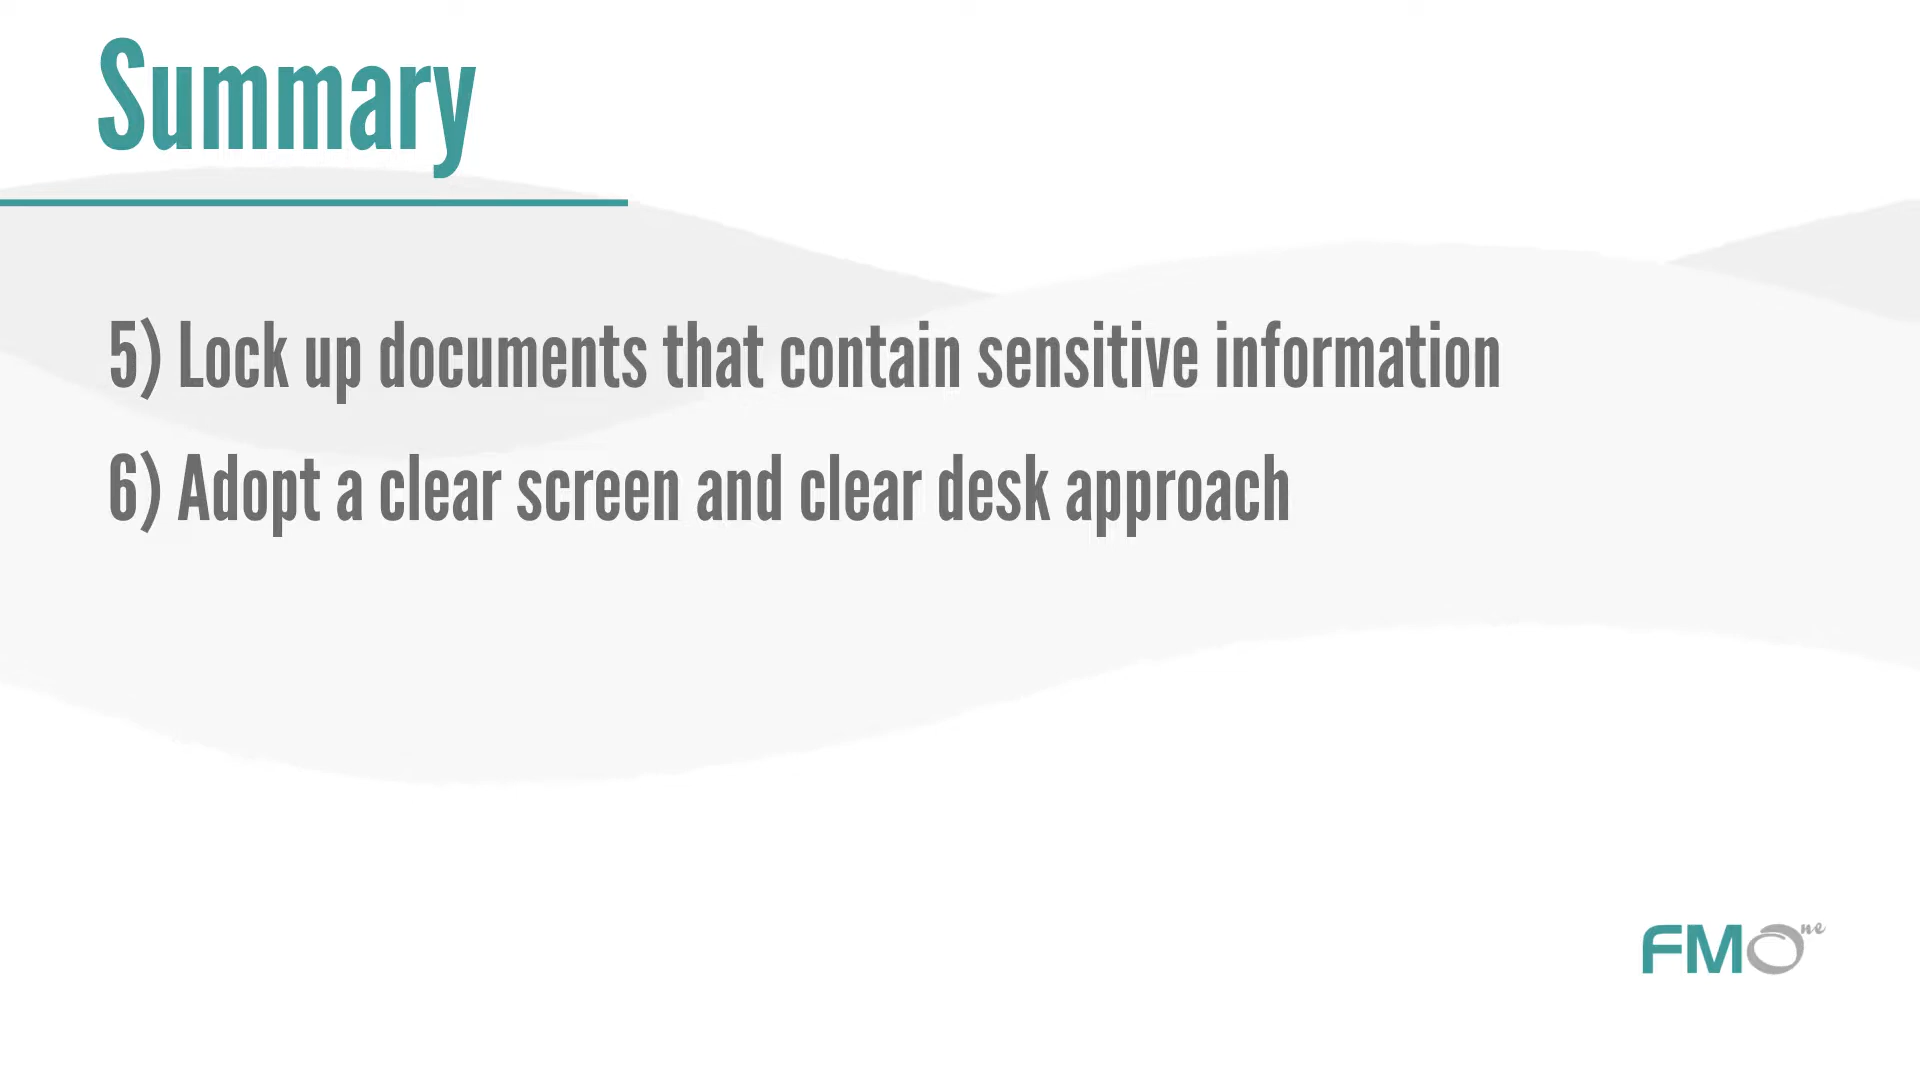 Summary
5) Lock up documents that contain sensitive information
6) Adopt a clear screen and clear desk approach
FMOne